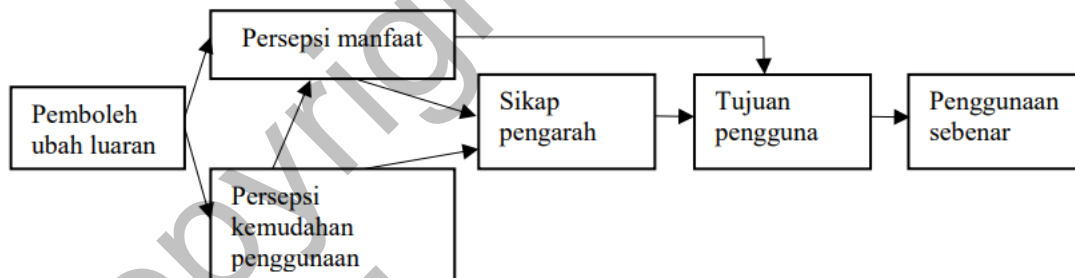 Persepsi manfaat
Pemboleh
ubah luaran
Sikap
pengarah
Tujuan
pengguna
Penggunaan
sebenar
Persepsi
kemudahan
penggunaan